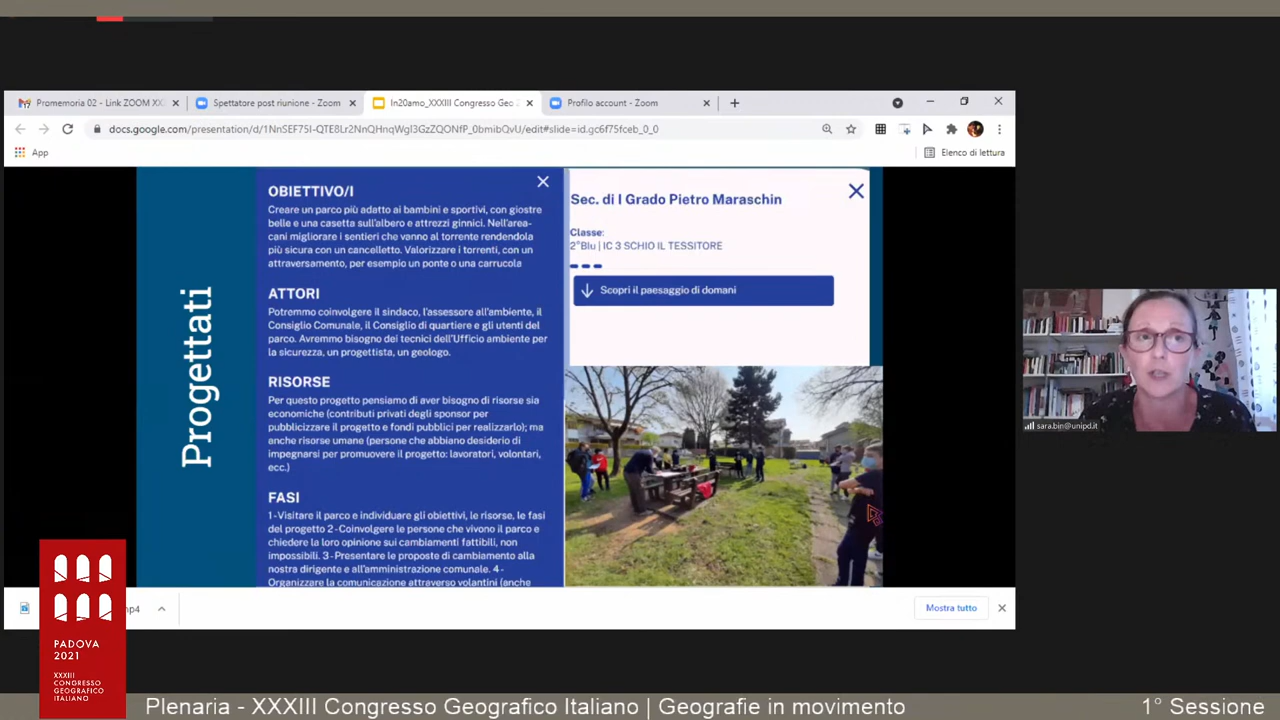 Promemoria 02 - Link ZOOM XX
Spettatore post riunione - Zoom
In20amo_XXXIII Congresso Geo
Profilo account - Zoom
docs.google.com/presentation/d/1NnSEF75I-QTE8Lr2NnQHnqWgl3GzZQONfP_0bmibQvU/edit#slide=id.gc6f75fceb_0_0
App
Elenco di lettura
Progettati
OBIETTIVO/I
Creare un parco più adatto ai bambini e sportivi, con giostre
belle e una casetta sull'albero e attrezzi ginnici. Nell'area-
cani migliorare i sentieri che vanno al torrente rendendola
più sicura con un cancelletto. Valorizzare i torrenti, con un
attraversamento, per esempio un ponte o una carrucola
ATTORI
Potremmo coinvolgere il sindaco, l'assessore all'ambiente, il
Consiglio Comunale, il Consiglio di quartiere e gli utenti del
parco. Avremmo bisogno dei tecnici dell'Ufficio ambiente per
la sicurezza, un progettista, un geologo.
RISORSE
Per questo progetto pensiamo di aver bisogno di risorse sia
economiche (contributi privati degli sponsor per
pubblicizzare il progetto e fondi pubblici per realizzarlo); ma
anche risorse umane (persone che abbiano desiderio di
impegnarsi per promuovere il progetto: lavoratori, volontari,
ecc.)
FASI
1 - Visitare il parco e individuare gli obiettivi, le risorse, le fasi
del progetto 2 - Coinvolgere le persone che vivono il parco e
chiedere la loro opinione sui cambiamenti fattibili, non
impossibili. 3 - Presentare le proposte di cambiamento alla
nostra dirigente e all'amministrazione comunale. 4 -
Organizzare la comunicazione attraverso volantini (anche
Sec. di I Grado Pietro Maraschin
Classe:
2°Blu | IC 3 SCHIO IL TESSITORE
Scopri il paesaggio di domani
sara.bin@unipd.it
mp4
Mostra tutto
PADOVA
2021
XXXIII
CONGRESSO
GEOGRAFICO
ITALIANO
Plenaria - XXXIII Congresso Geografico Italiano | Geografie in movimento
1° Sessione